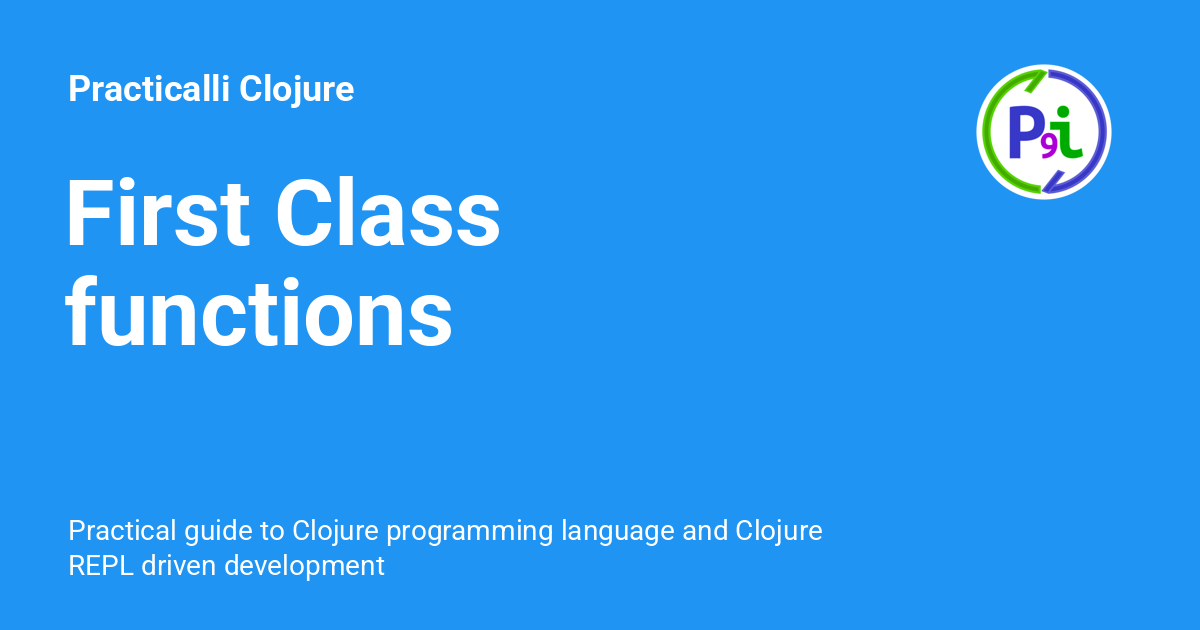 Practicalli Clojure
P9i
First Class
functions
Practical guide to Clojure programming language and Clojure
REPL driven development